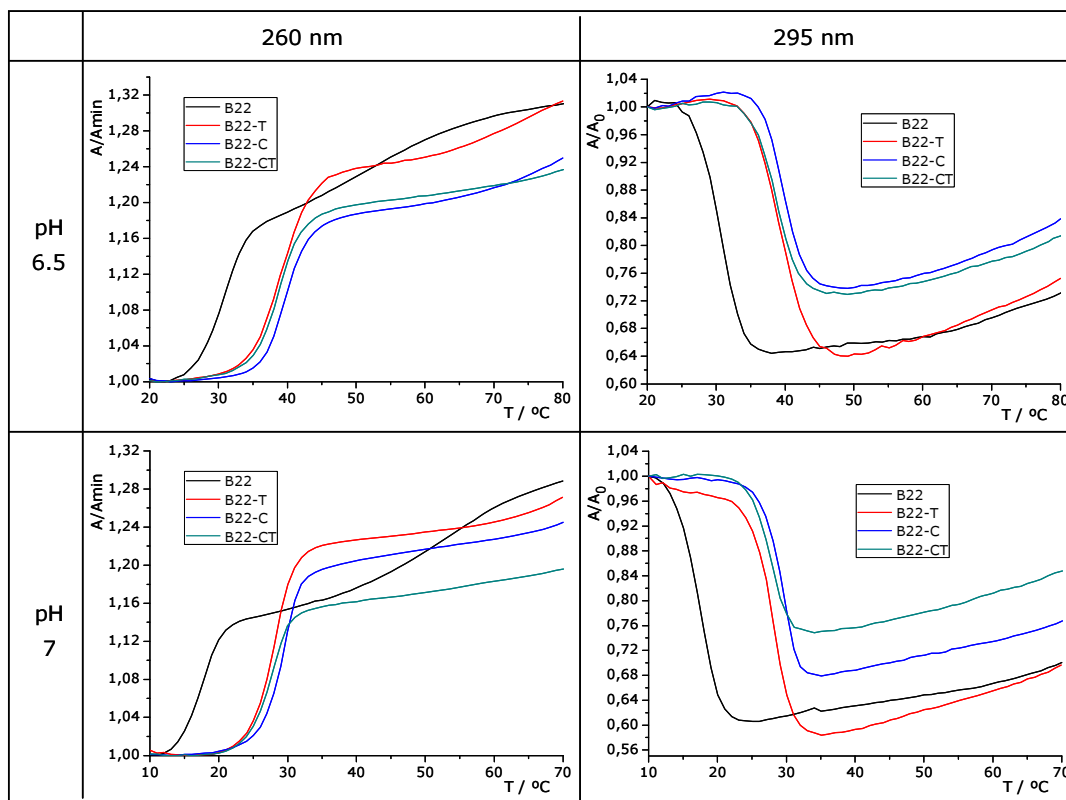 260 nm
295 nm
pH
6.5
A/Amin
1,32
1,28
1,24
1,20
1,16
1,12
1,08
1,04
1,00
B22
B22-T
B22-C
B22-CT
20 30 40 50 60 70 80
T / ºC
A/A0
1,04
1,00
0,96
0,92
0,88
0,84
0,80
0,76
0,72
0,68
0,64
0,60
B22
B22-T
B22-C
B22-CT
20 30 40 50 60 70 80
T / ºC
pH
7
A/Amin
1,32
1,28
1,24
1,20
1,16
1,12
1,08
1,04
1,00
B22
B22-T
B22-C
B22-CT
10 20 30 40 50 60 70
T / ºC
A/A0
1,04
1,00
0,96
0,92
0,88
0,84
0,80
0,76
0,72
0,68
0,64
0,60
0,56
B22
B22-T
B22-C
B22-CT
10 20 30 40 50 60 70
T / ºC